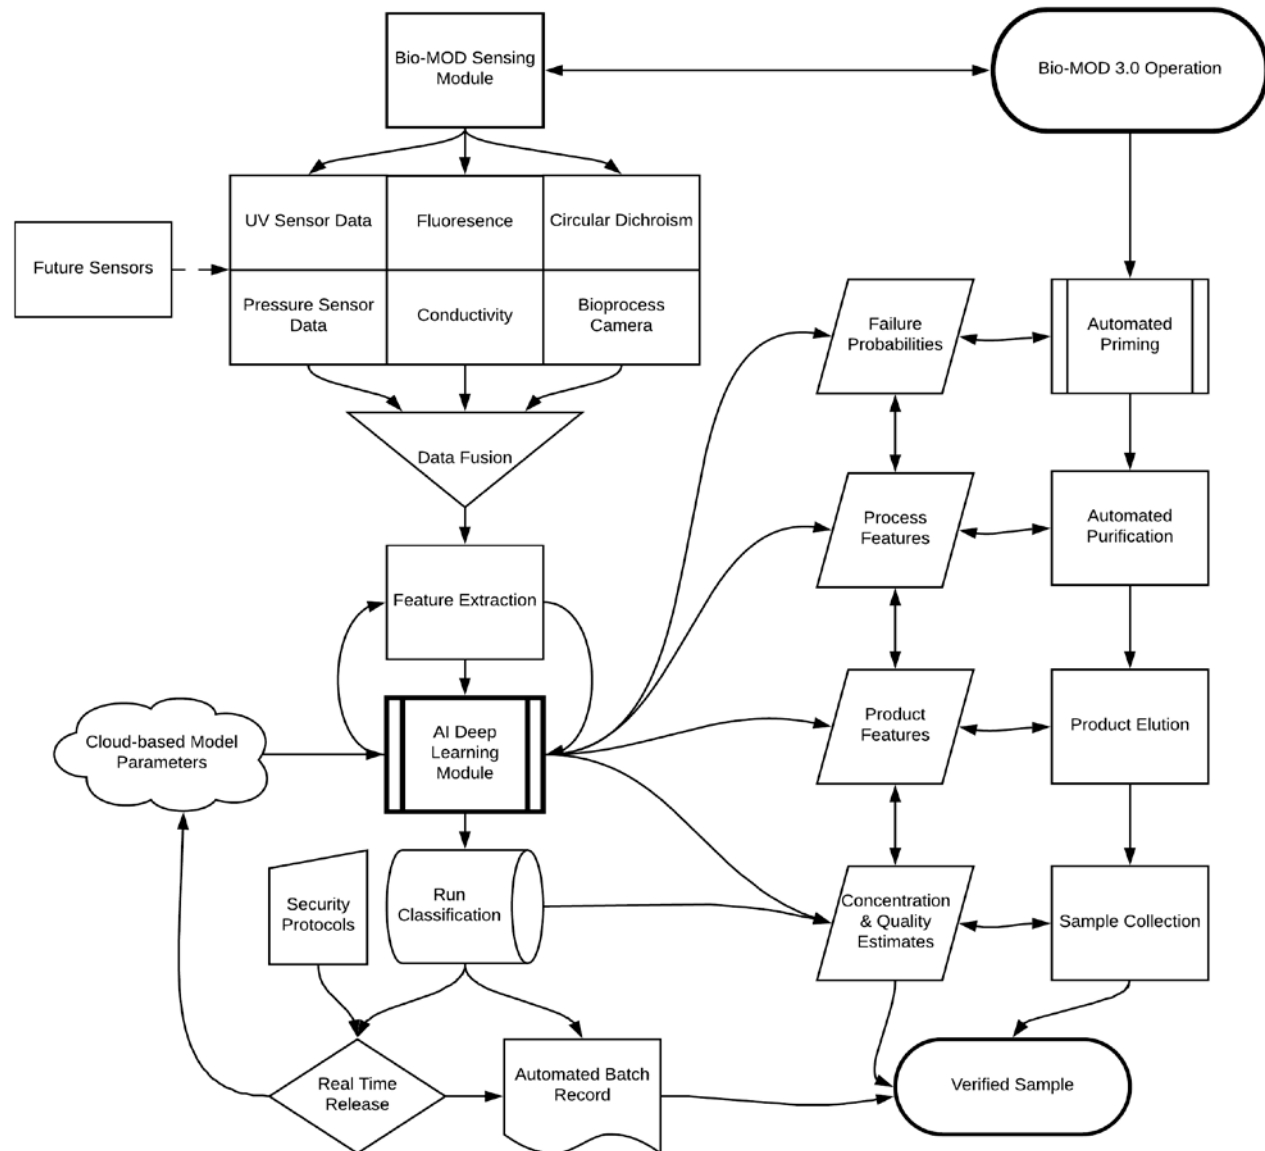 Bio-MOD Sensing
Module
Bio-MOD 3.0 Operation
UV Sensor Data
Fluoresence
Circular Dichroism
Future Sensors
Pressure Sensor
Data
Conductivity
Bioprocess
Camera
Failure
Probabilities
Automated
Priming
Data Fusion
Process
Features
Automated
Purification
Feature Extraction
Cloud-based Model
Parameters
AI Deep
Learning
Module
Product
Features
Product Elution
Security
Protocols
Run
Classification
Concentration
& Quality
Estimates
Sample Collection
Real Time
Release
Automated Batch
Record
Verified Sample